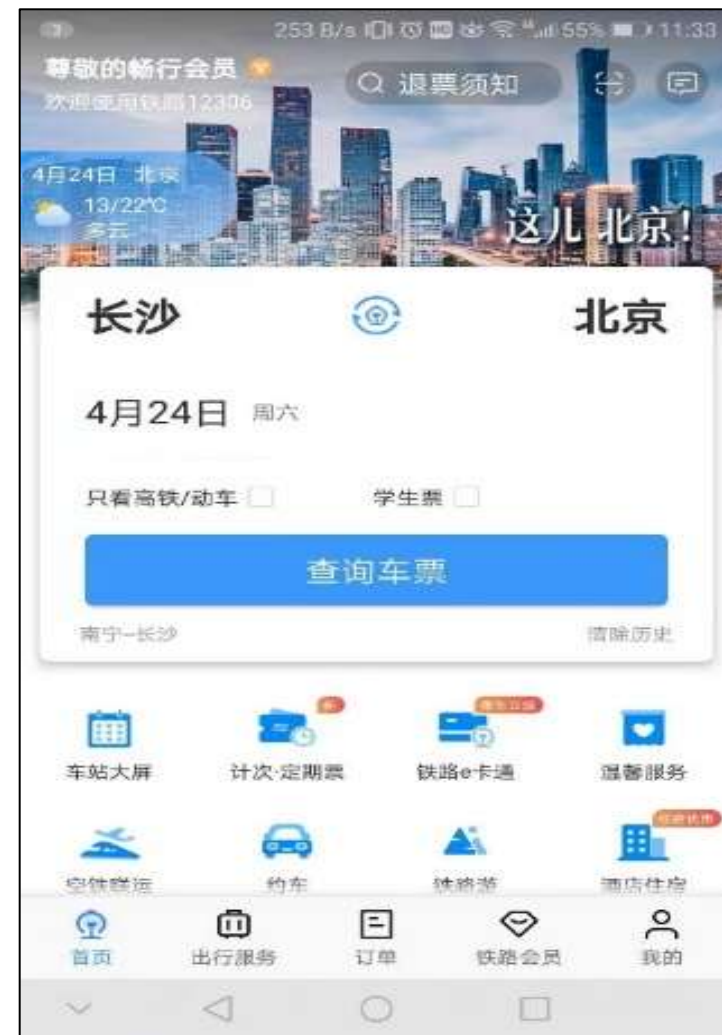 253 B/s HD 55% 11:33
尊敬的畅行会员
退票须知
欢迎使用铁路12306
4月24日 北京
13/22℃
多云
这儿 北京!
长沙 北京
4月24日 周六
只看高铁/动车 学生票
查询车票
南宁-长沙 清除历史
车站大屏 计次·定期票 铁路e卡通 温馨服务
空铁联运 约车 铁路游 酒店住宿
首页 出行服务 订单 铁路会员 我的